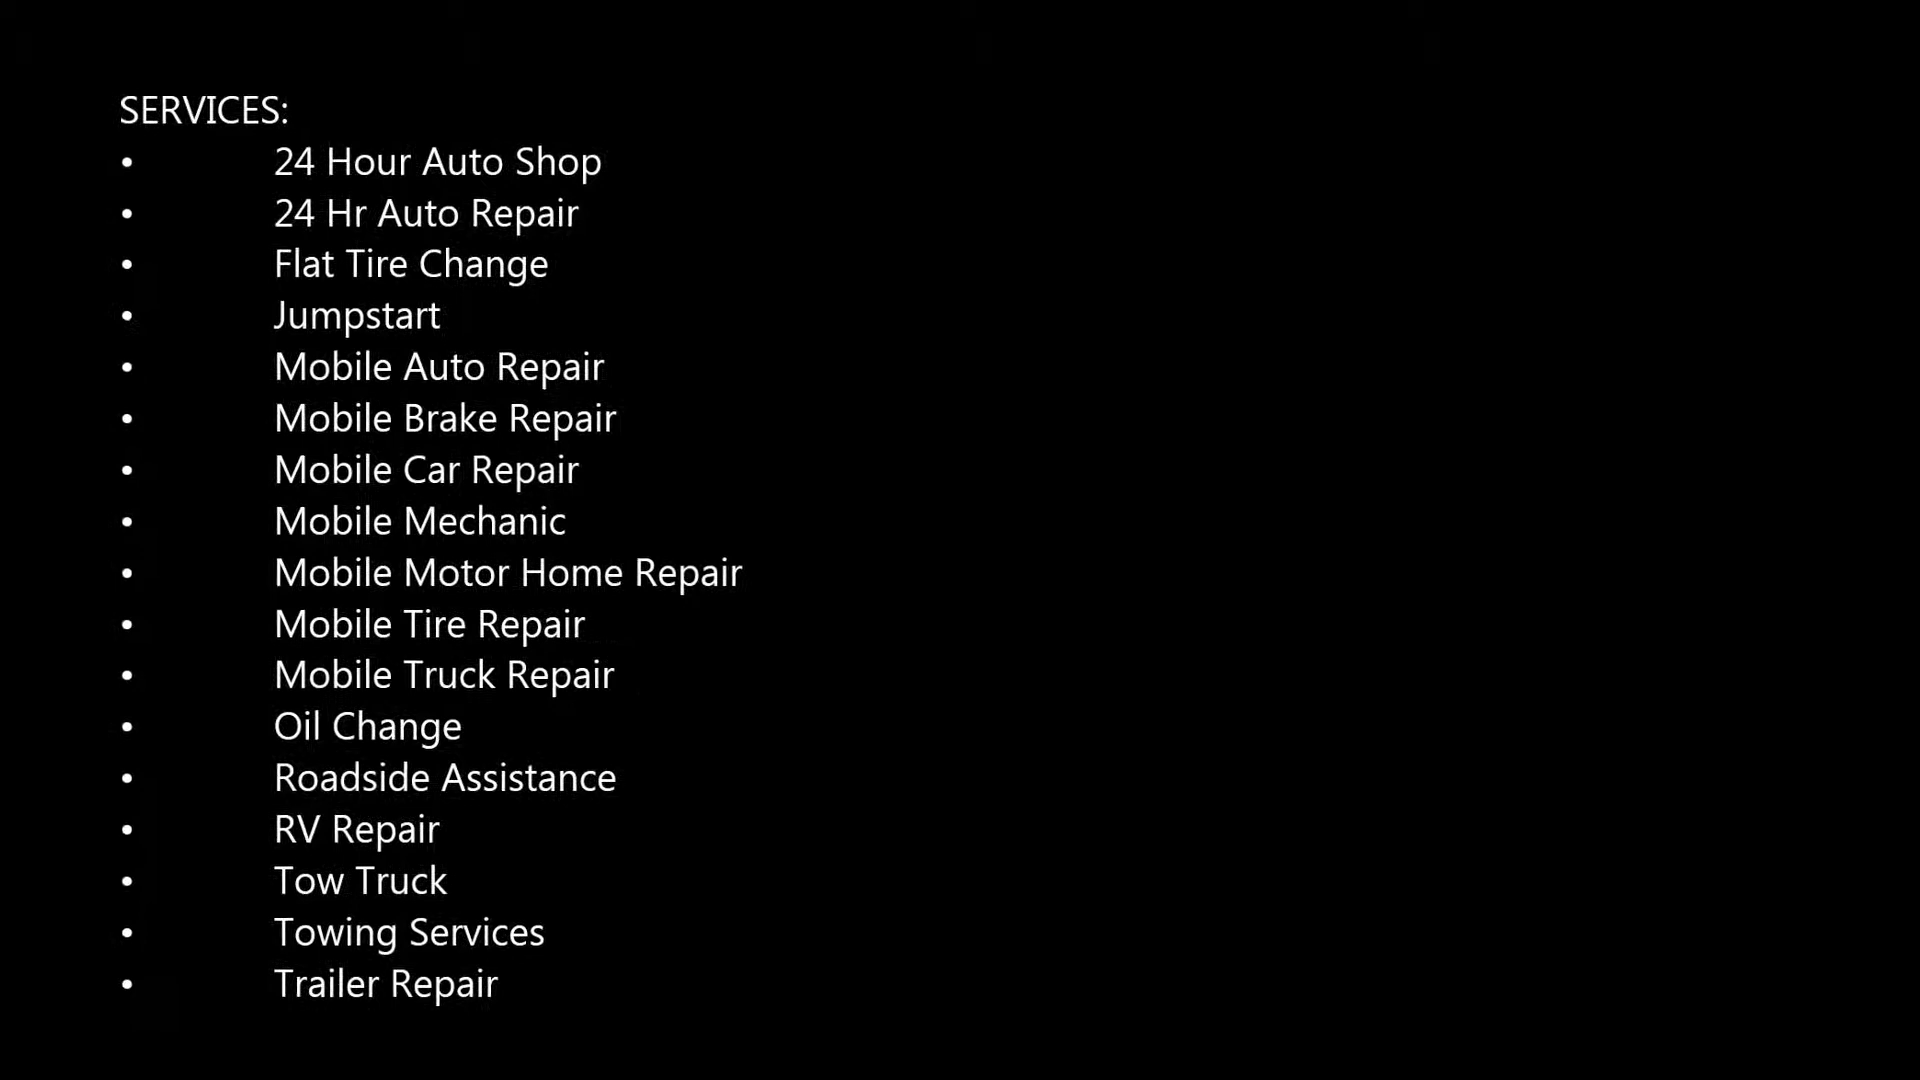 SERVICES:
• 24 Hour Auto Shop
• 24 Hr Auto Repair
• Flat Tire Change
• Jumpstart
• Mobile Auto Repair
• Mobile Brake Repair
• Mobile Car Repair
• Mobile Mechanic
• Mobile Motor Home Repair
• Mobile Tire Repair
• Mobile Truck Repair
• Oil Change
• Roadside Assistance
• RV Repair
• Tow Truck
• Towing Services
• Trailer Repair